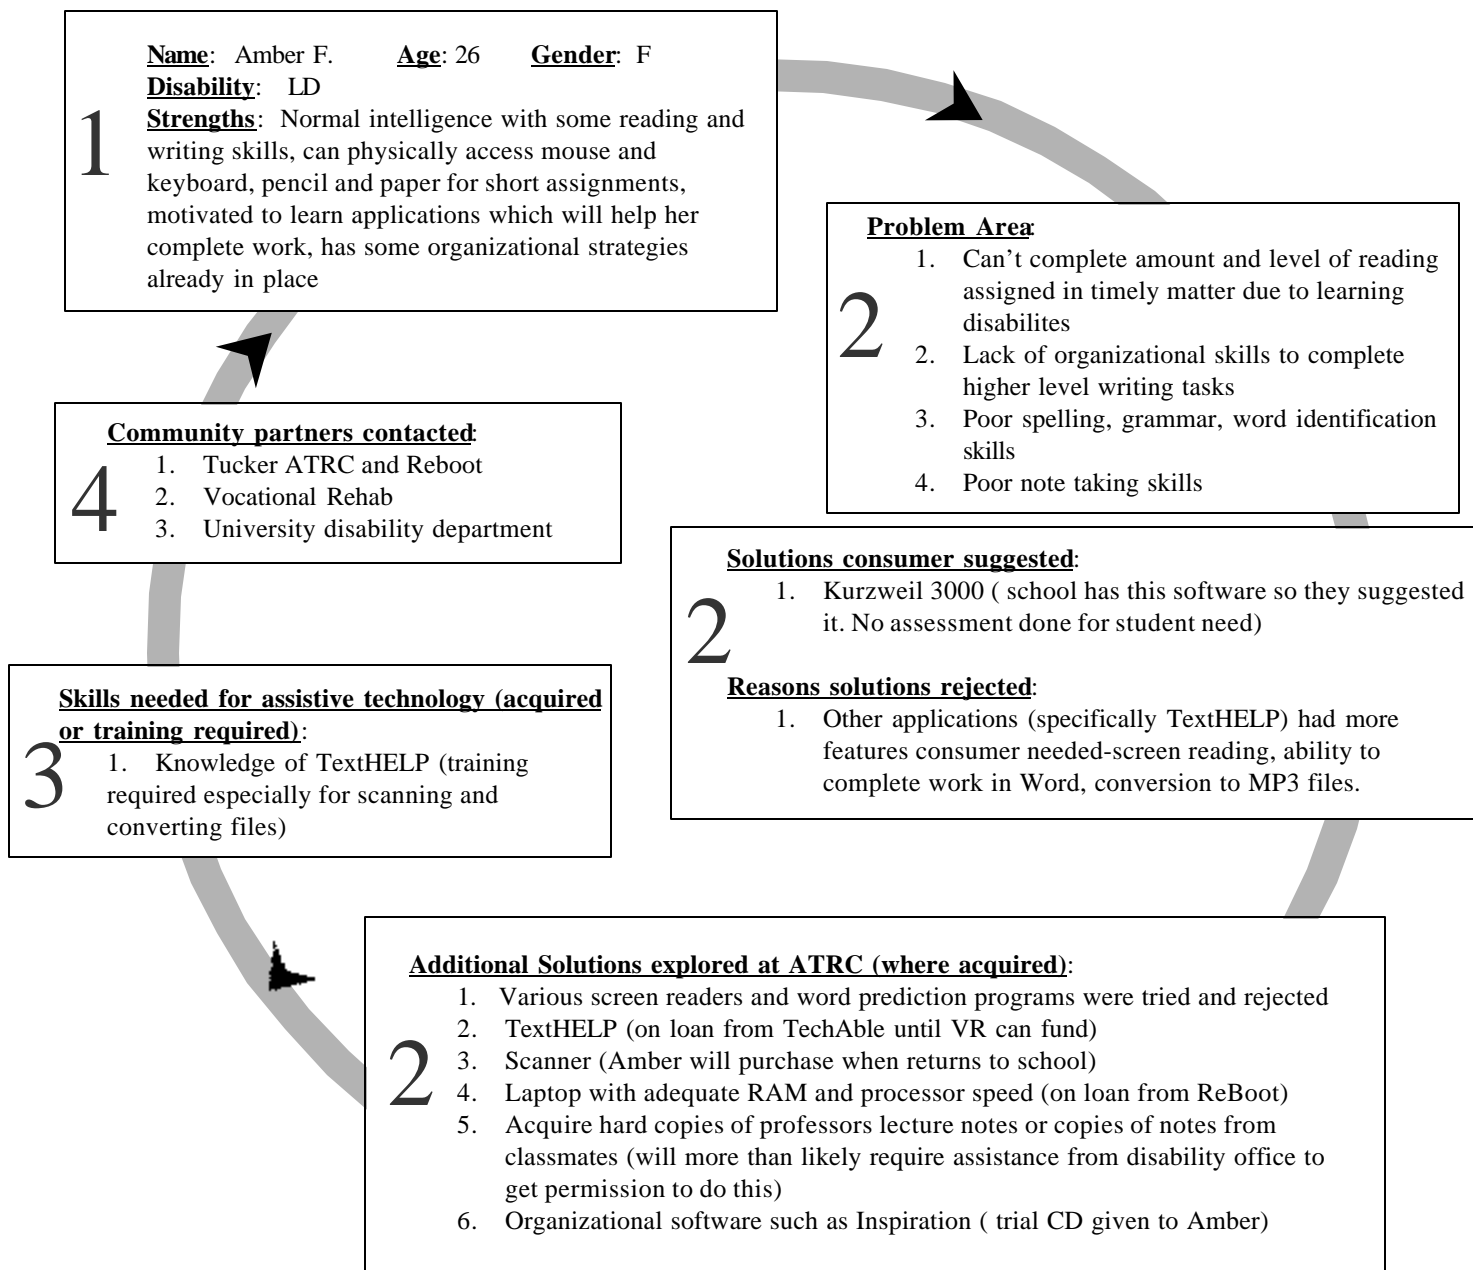 1
Name: Amber F. Age: 26 Gender: F
Disability: LD
Strengths: Normal intelligence with some reading and
writing skills, can physically access mouse and
keyboard, pencil and paper for short assignments,
motivated to learn applications which will help her
complete work, has some organizational strategies
already in place
2
Problem Area:
1. Can't complete amount and level of reading
assigned in timely matter due to learning
disabilites
2. Lack of organizational skills to complete
higher level writing tasks
3. Poor spelling, grammar, word identification
skills
4. Poor note taking skills
2
Solutions consumer suggested:
1. Kurzweil 3000 ( school has this software so they suggested
it. No assessment done for student need)
Reasons solutions rejected:
1. Other applications (specifically TextHELP) had more
features consumer needed-screen reading, ability to
complete work in Word, conversion to MP3 files.
2
Additional Solutions explored at ATRC (where acquired):
1. Various screen readers and word prediction programs were tried and rejected
2. TextHELP (on loan from TechAble until VR can fund)
3. Scanner (Amber will purchase when returns to school)
4. Laptop with adequate RAM and processor speed (on loan from ReBoot)
5. Acquire hard copies of professors lecture notes or copies of notes from
classmates (will more than likely require assistance from disability office to
get permission to do this)
6. Organizational software such as Inspiration ( trial CD given to Amber)
3
Skills needed for assistive technology (acquired
or training required):
1. Knowledge of TextHELP (training
required especially for scanning and
converting files)
4
Community partners contacted:
1. Tucker ATRC and Reboot
2. Vocational Rehab
3. University disability department